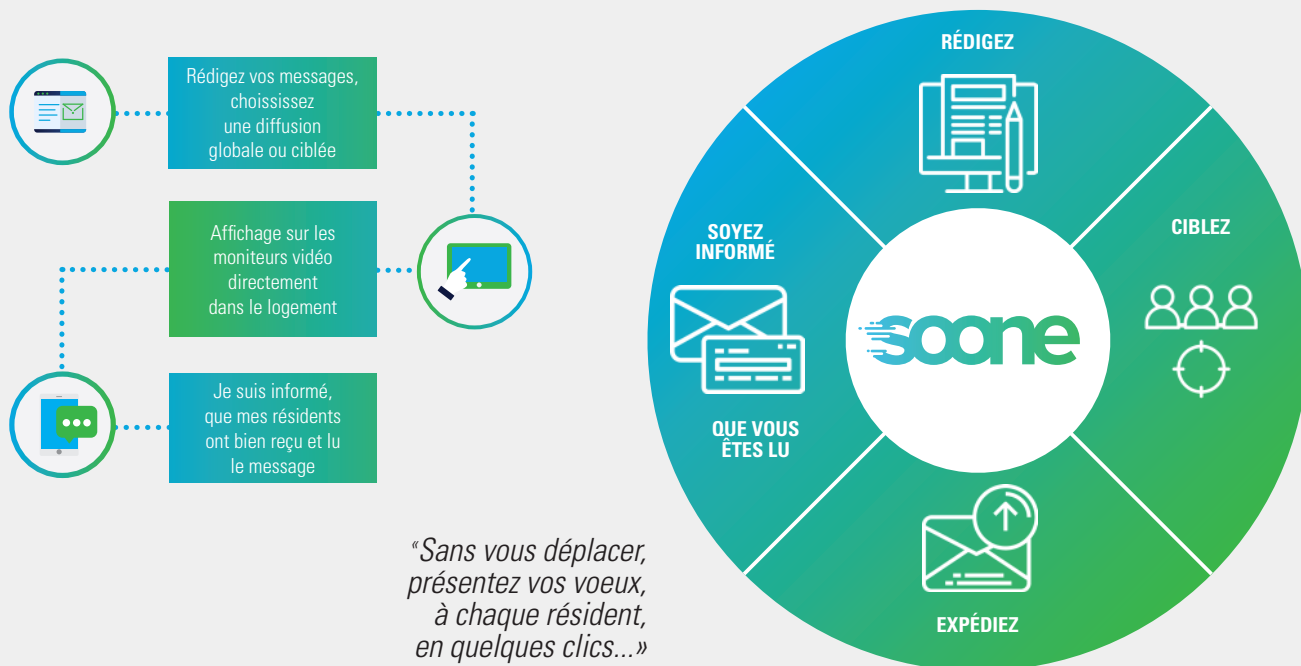 Rédigez vos messages,
choississez
une diffusion
globale ou ciblée
Affichage sur les
moniteurs vidéo
directement
dans le logement
Je suis informé,
que mes résidents
ont bien reçu et lu
le message
«Sans vous déplacer,
présentez vos voeux,
à chaque résident,
en quelques clics...»
RÉDIGEZ
CIBLEZ
EXPÉDIEZ
SOYEZ
INFORMÉ
QUE VOUS
ÊTES LU
soone